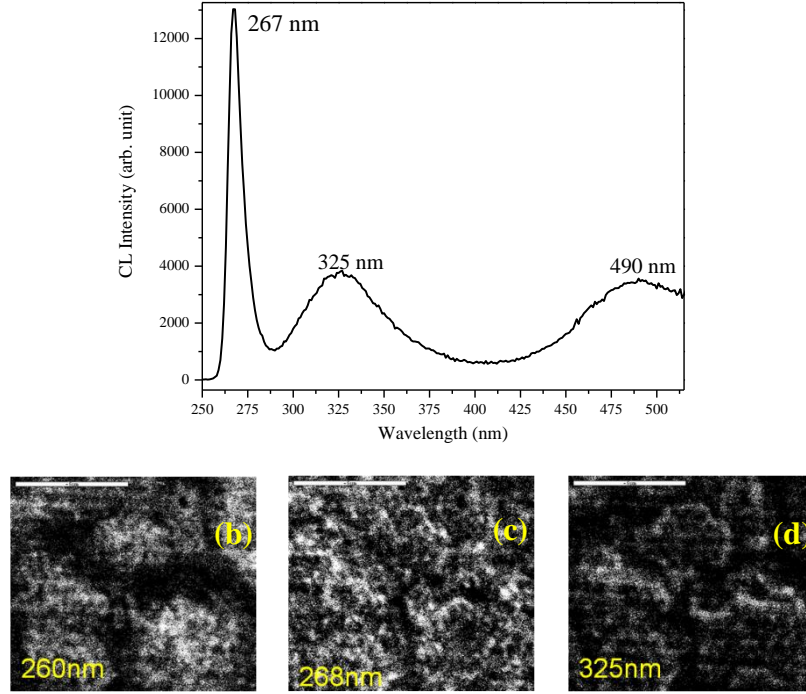 12000
10000
8000
6000
4000
2000
0
CL Intensity (arb. unit)
267 nm
325 nm
490 nm
250 275 300 325 350 375 400 425 450 475 500
Wavelength (nm)
(b) (c) (d)
260nm 268nm 325nm